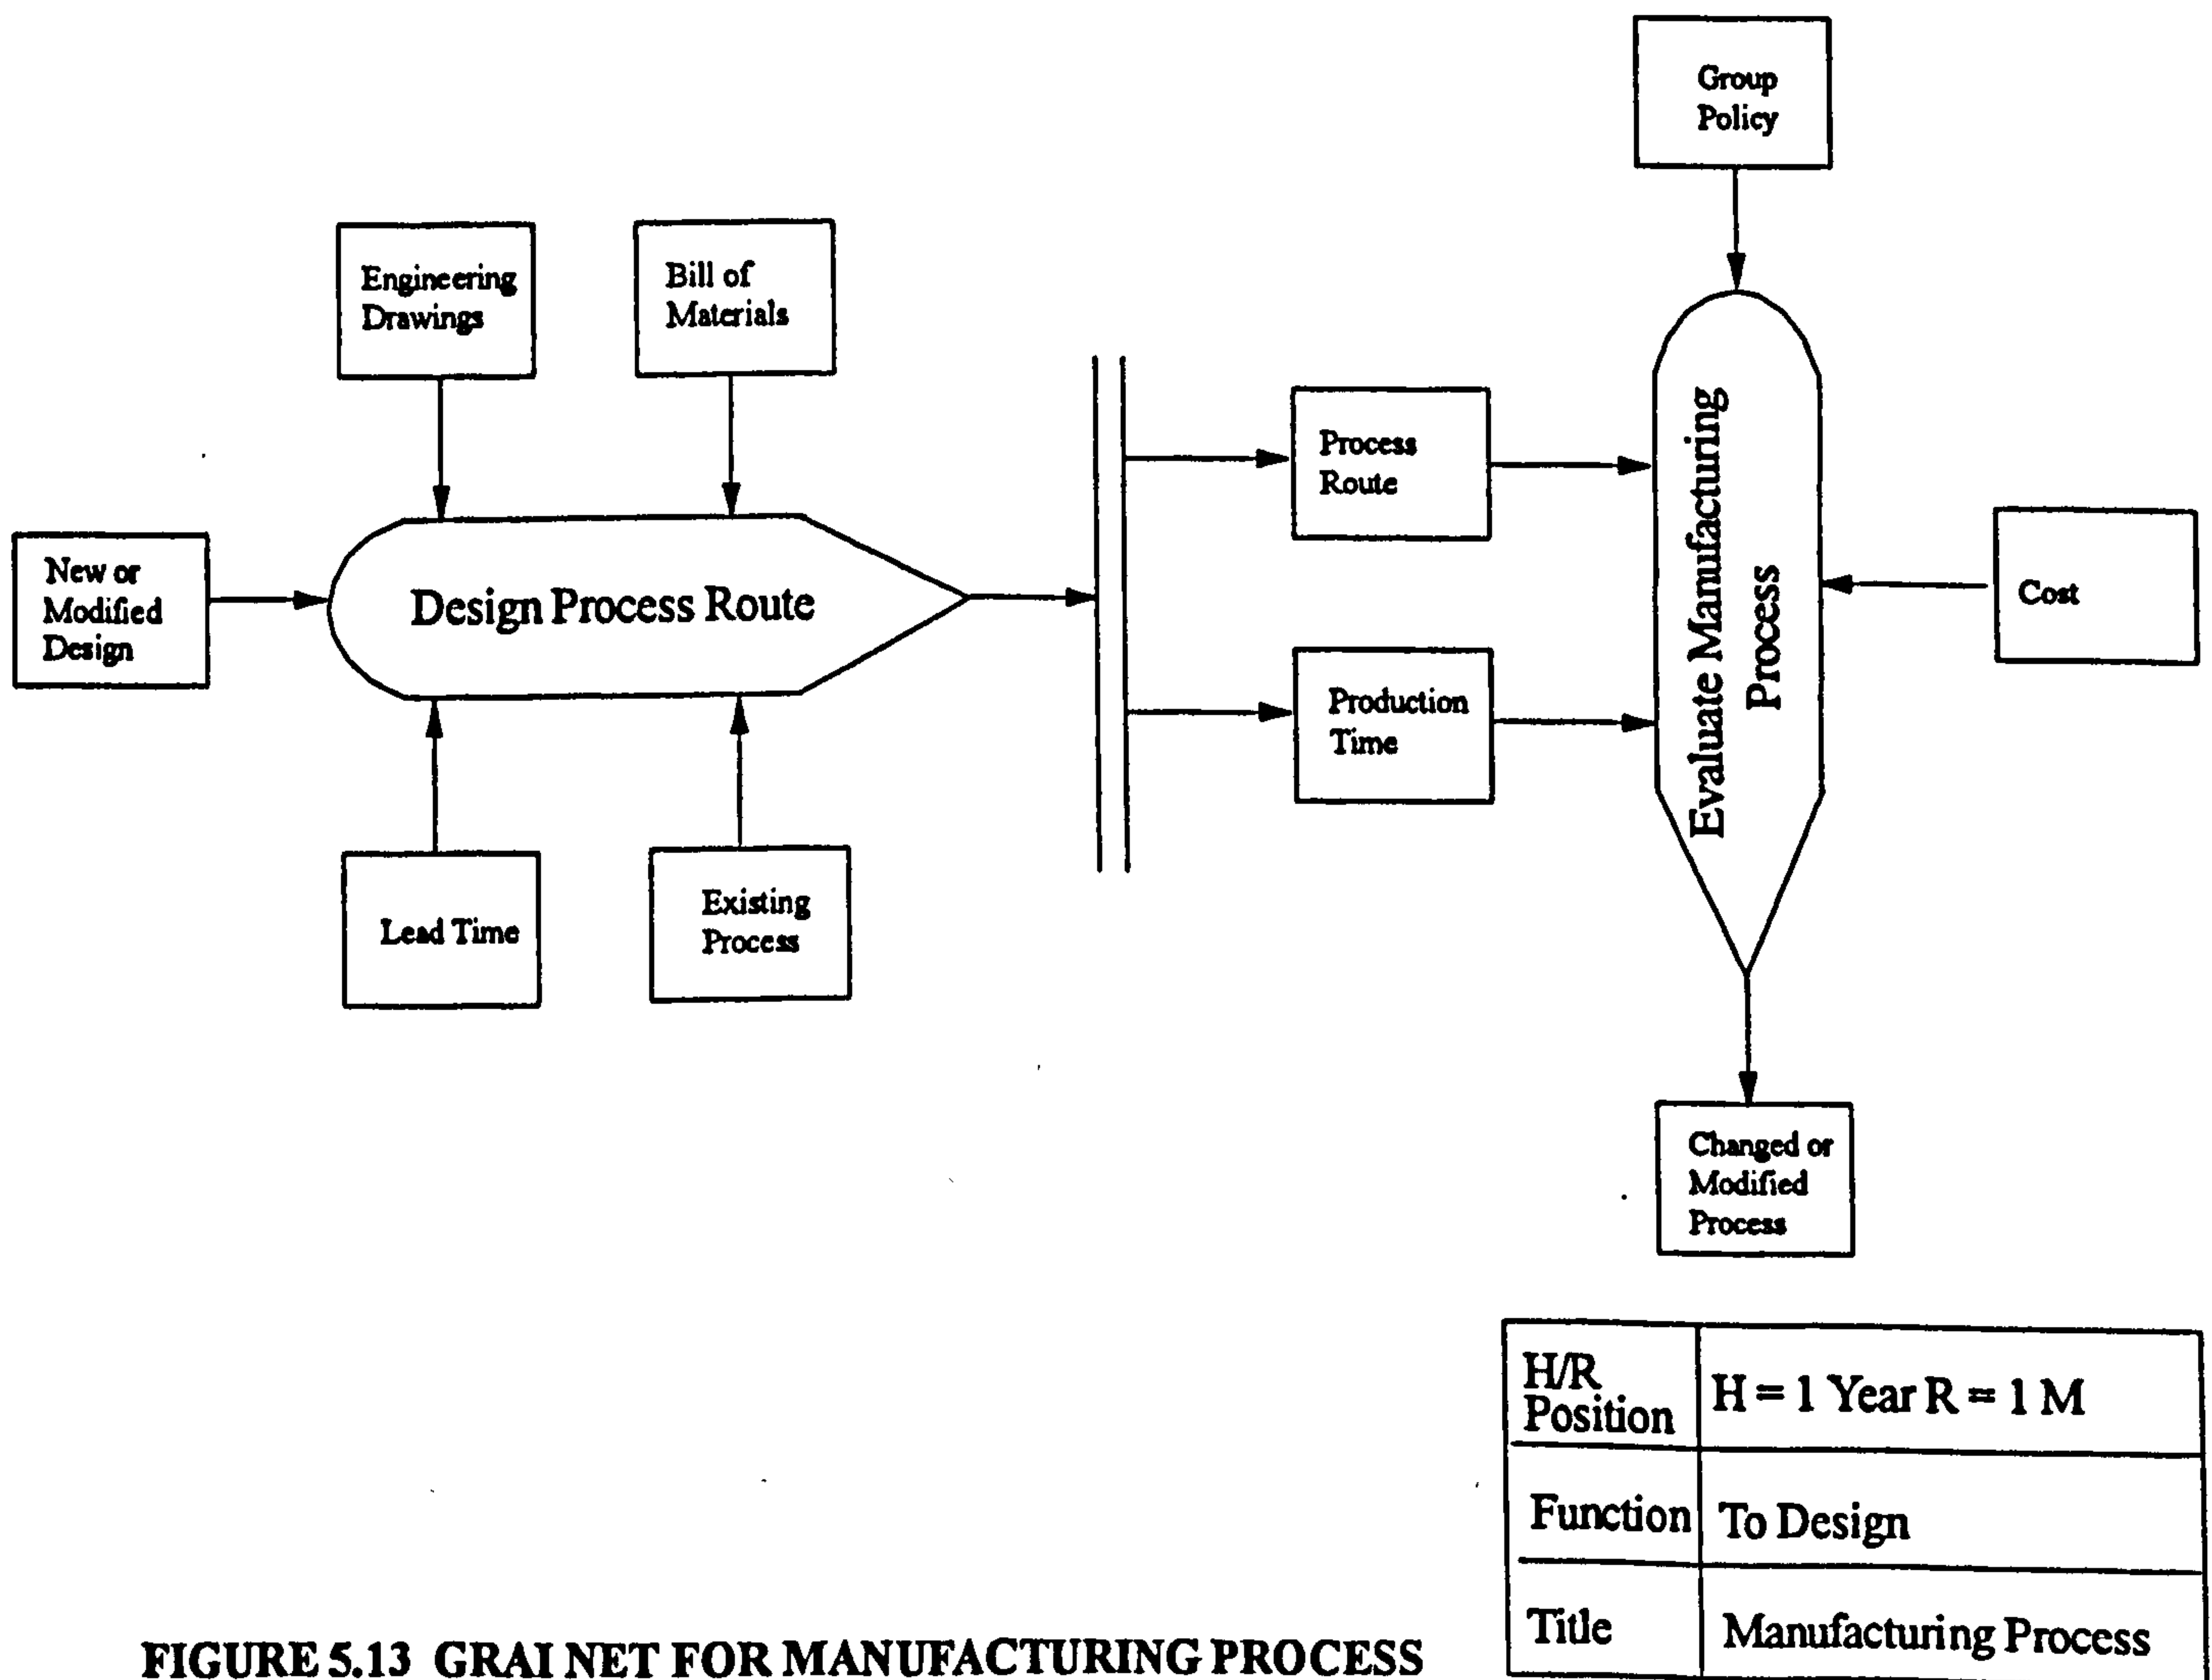 Group
Policy
Engineering
Drawings
Bill of
Materials
New or
Modified
Design
Design Process Route
Lead Time
Existing
Process
Process
Route
Production
Time
Evaluate Manufacturing
Process
Cost
Changed or
Modified
Process
H/R
Position
H = 1 Year R = 1 M
Function
To Design
Title
Manufacturing Process
FIGURE 5.13 GRAI NET FOR MANUFACTURING PROCESS